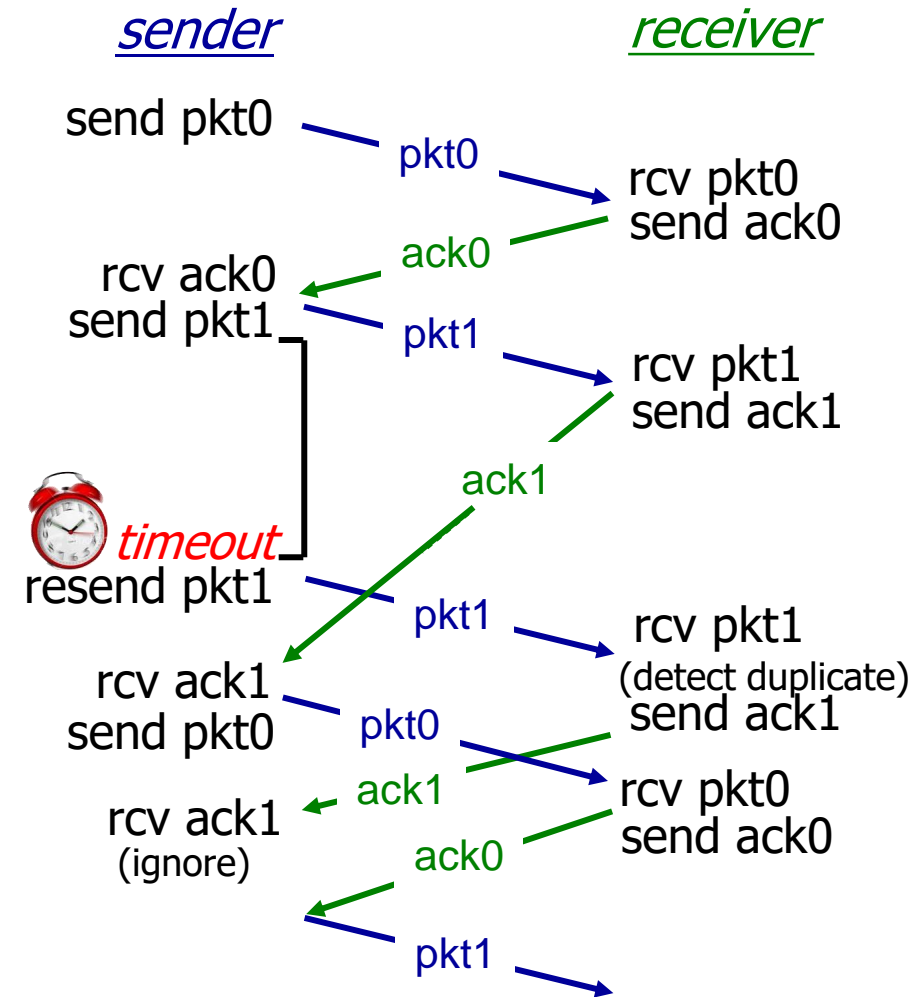 sender
receiver
send pkt0
pkt0
rcv pkt0
send ack0
ack0
rcv ack0
send pkt1
pkt1
rcv pkt1
send ack1
ack1
timeout
resend pkt1
pkt1
rcv pkt1
(detect duplicate)
send ack1
rcv ack1
send pkt0
pkt0
ack1
rcv pkt0
send ack0
rcv ack1
(ignore)
ack0
pkt1